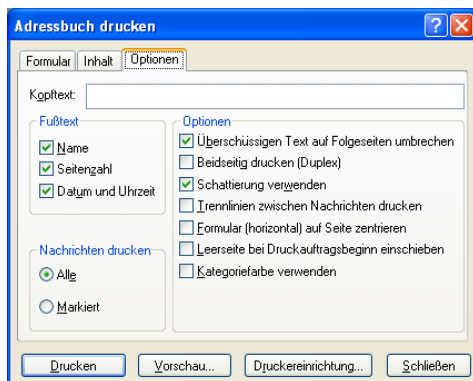 Adressbuch drucken
Formular Inhalt Optionen
Kopftext:
Fußtext
Name
Seitenzahl
Datum und Uhrzeit
Nachrichten drucken
Alle
Markiert
Optionen
Überschüssigen Text auf Folgeseiten umbrechen
Beidseitig drucken (Duplex)
Schattierung verwenden
Trennlinien zwischen Nachrichten drucken
Formular (horizontal) auf Seite zentrieren
Leerseite bei Druckauftragsbeginn einschieben
Kategoriefarbe verwenden
Drucken Vorschau... Druckereinrichtung... Schließen